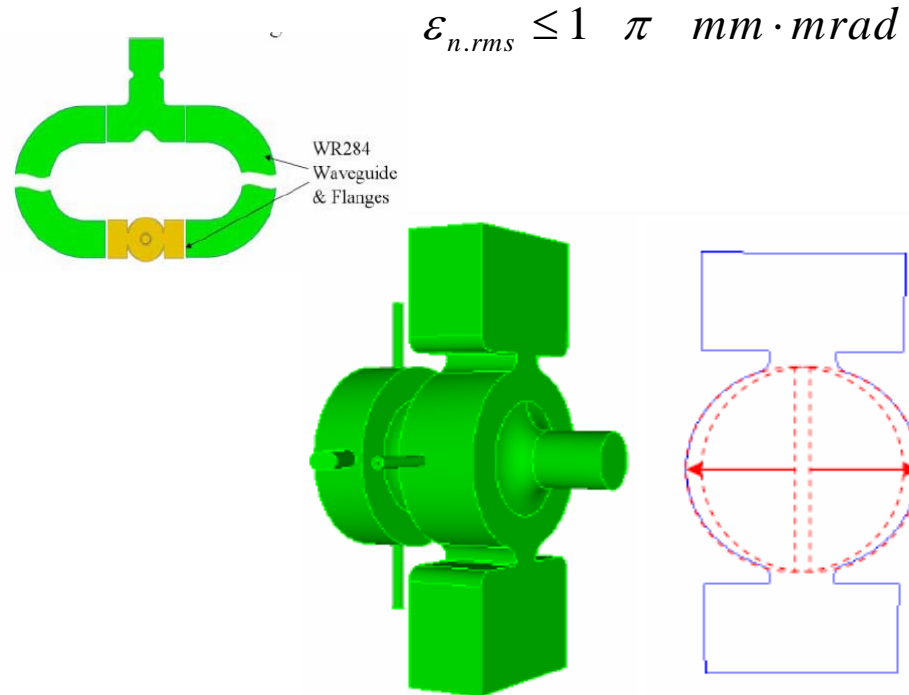 ε_{n.rms} ≤ 1 π mm · mrad
WR284
Waveguide
& Flanges